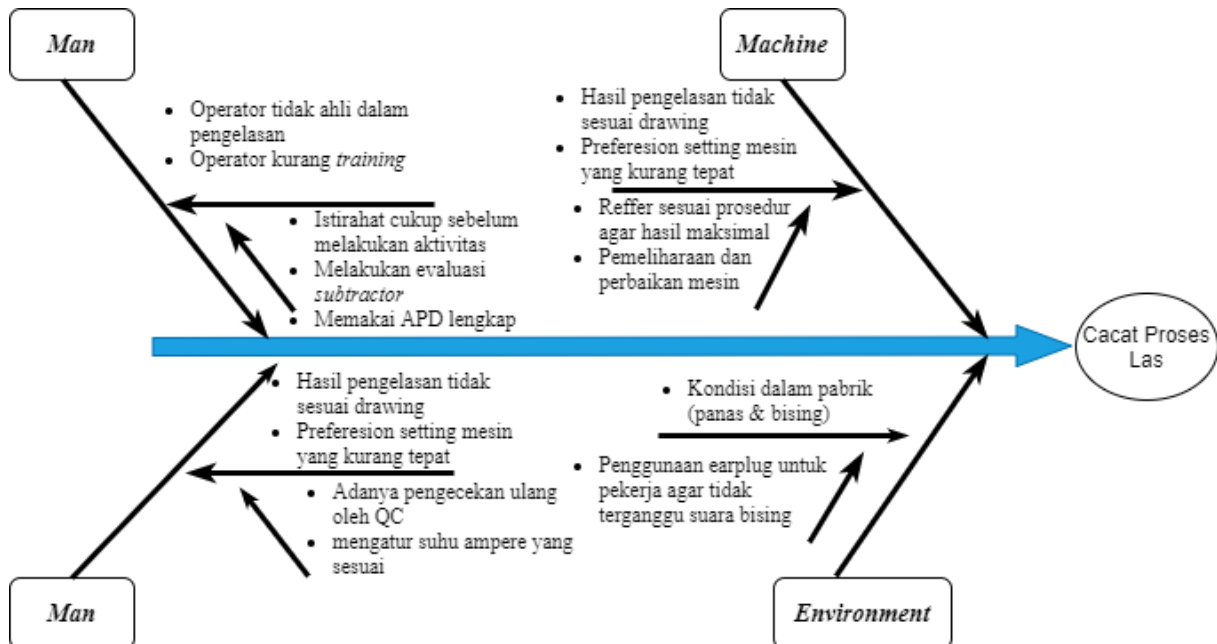 Man
Machine
• Operator tidak ahli dalam
pengelasan
• Operator kurang training
• Istirahat cukup sebelum
melakukan aktivitas
• Melakukan evaluasi
subtractor
• Memakai APD lengkap
• Hasil pengelasan tidak
sesuai drawing
• Preferesion setting mesin
yang kurang tepat
• Reffer sesuai prosedur
agar hasil maksimal
• Pemeliharaan dan
perbaikan mesin
Cacat Proses
Las
• Hasil pengelasan tidak
sesuai drawing
• Preferesion setting mesin
yang kurang tepat
• Adanya pengecekan ulang
oleh QC
• mengatur suhu ampere yang
sesuai
• Kondisi dalam pabrik
(panas & bising)
• Penggunaan earplug untuk
pekerja agar tidak
terganggu suara bising
Man
Environment